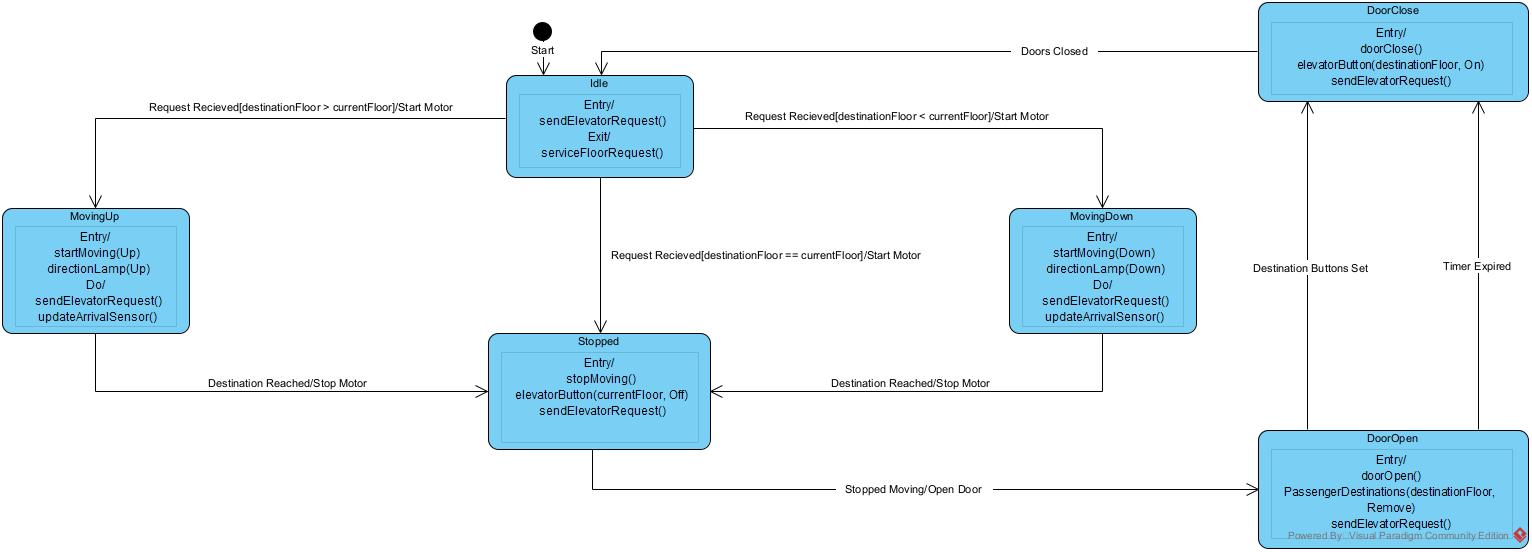 Start
Idle
Entry/
sendElevatorRequest()
Exit/
serviceFloorRequest()
Doors Closed
DoorClose
Entry/
doorClose()
elevatorButton(destinationFloor, On)
sendElevatorRequest()
Request Recieved[destinationFloor > currentFloor]/Start Motor
Request Recieved[destinationFloor < currentFloor]/Start Motor
MovingUp
Entry/
startMoving(Up)
directionLamp(Up)
Do/
sendElevatorRequest()
updateArrivalSensor()
Request Recieved[destinationFloor == currentFloor]/Start Motor
MovingDown
Entry/
startMoving(Down)
directionLamp(Down)
Do/
sendElevatorRequest()
updateArrivalSensor()
Destination Buttons Set
Timer Expired
Destination Reached/Stop Motor
Stopped
Entry/
stopMoving()
elevatorButton(currentFloor, Off)
sendElevatorRequest()
Destination Reached/Stop Motor
Stopped Moving/Open Door
DoorOpen
Entry/
doorOpen()
PassengerDestinations(destinationFloor,
Remove)
sendElevatorRequest()
Powered By: Visual Paradigm Community Edition